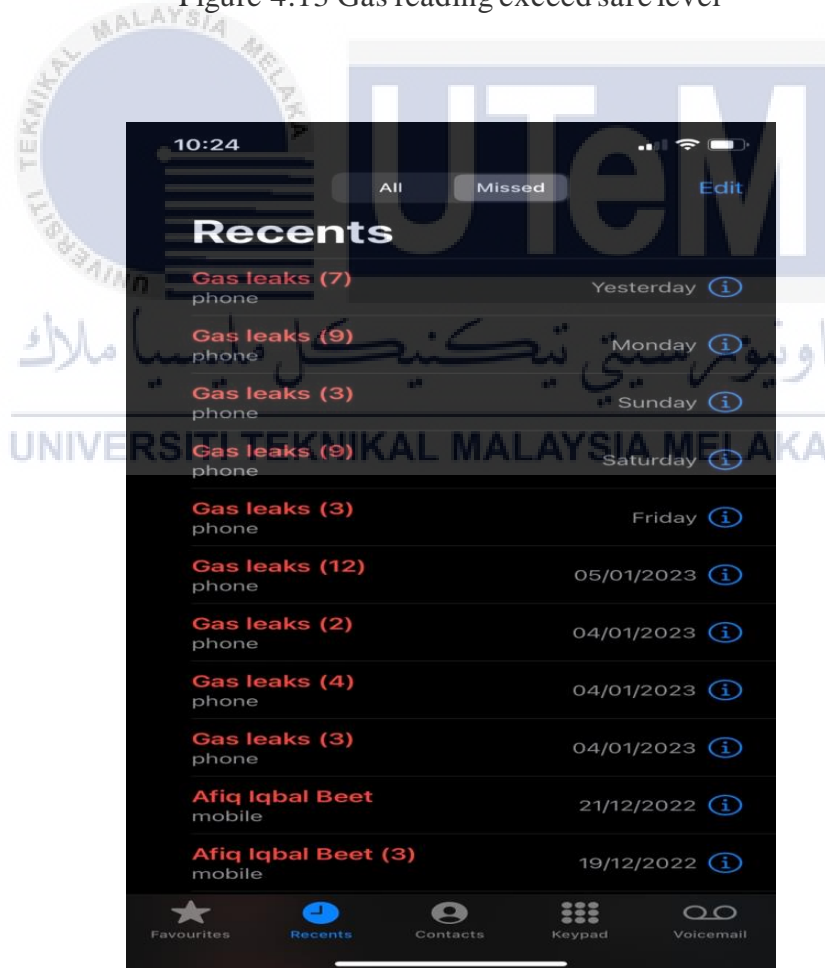 Figure 4.13 Gas reading exceed safe level
MALAYSIA
UNIVERSITI TEKNIKAL
MELAKA
UTeM
10:24
All
Missed
Edit
Recents
Gas leaks (7)
phone
Yesterday
Gas leaks (9)
phone
Monday
Gas leaks (3)
phone
Sunday
Gas leaks (9)
phone
Saturday
اونيۏرسيتي تيكنيكل مليسيا ملاك
UNIVERSITI TEKNIKAL MALAYSIA MELAKA
Gas leaks (3)
phone
Friday
Gas leaks (12)
phone
05/01/2023
Gas leaks (2)
phone
04/01/2023
Gas leaks (4)
phone
04/01/2023
Gas leaks (3)
phone
04/01/2023
Afiq Iqbal Beet
mobile
21/12/2022
Afiq Iqbal Beet (3)
mobile
19/12/2022
Favourites
Recents
Contacts
Keypad
Voicemail